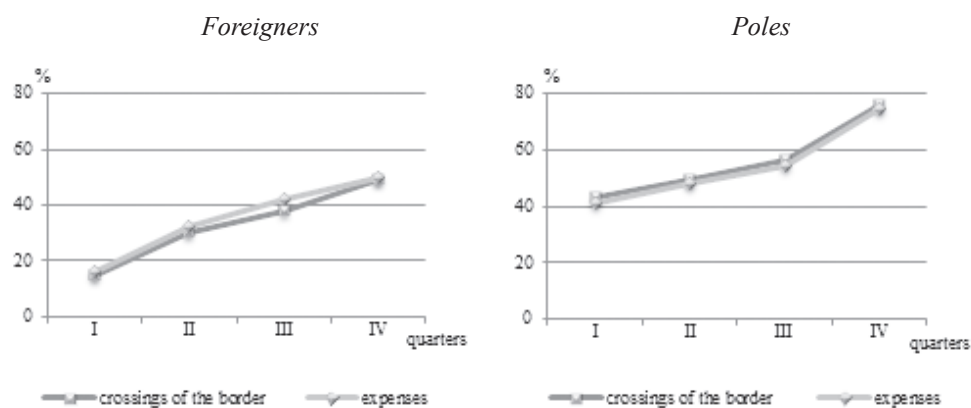 Foreigners
%
80
60
40
20
0
I II III IV
quarters
crossings of the border expenses
Poles
%
80
60
40
20
0
I II III IV
quarters
crossings of the border expenses